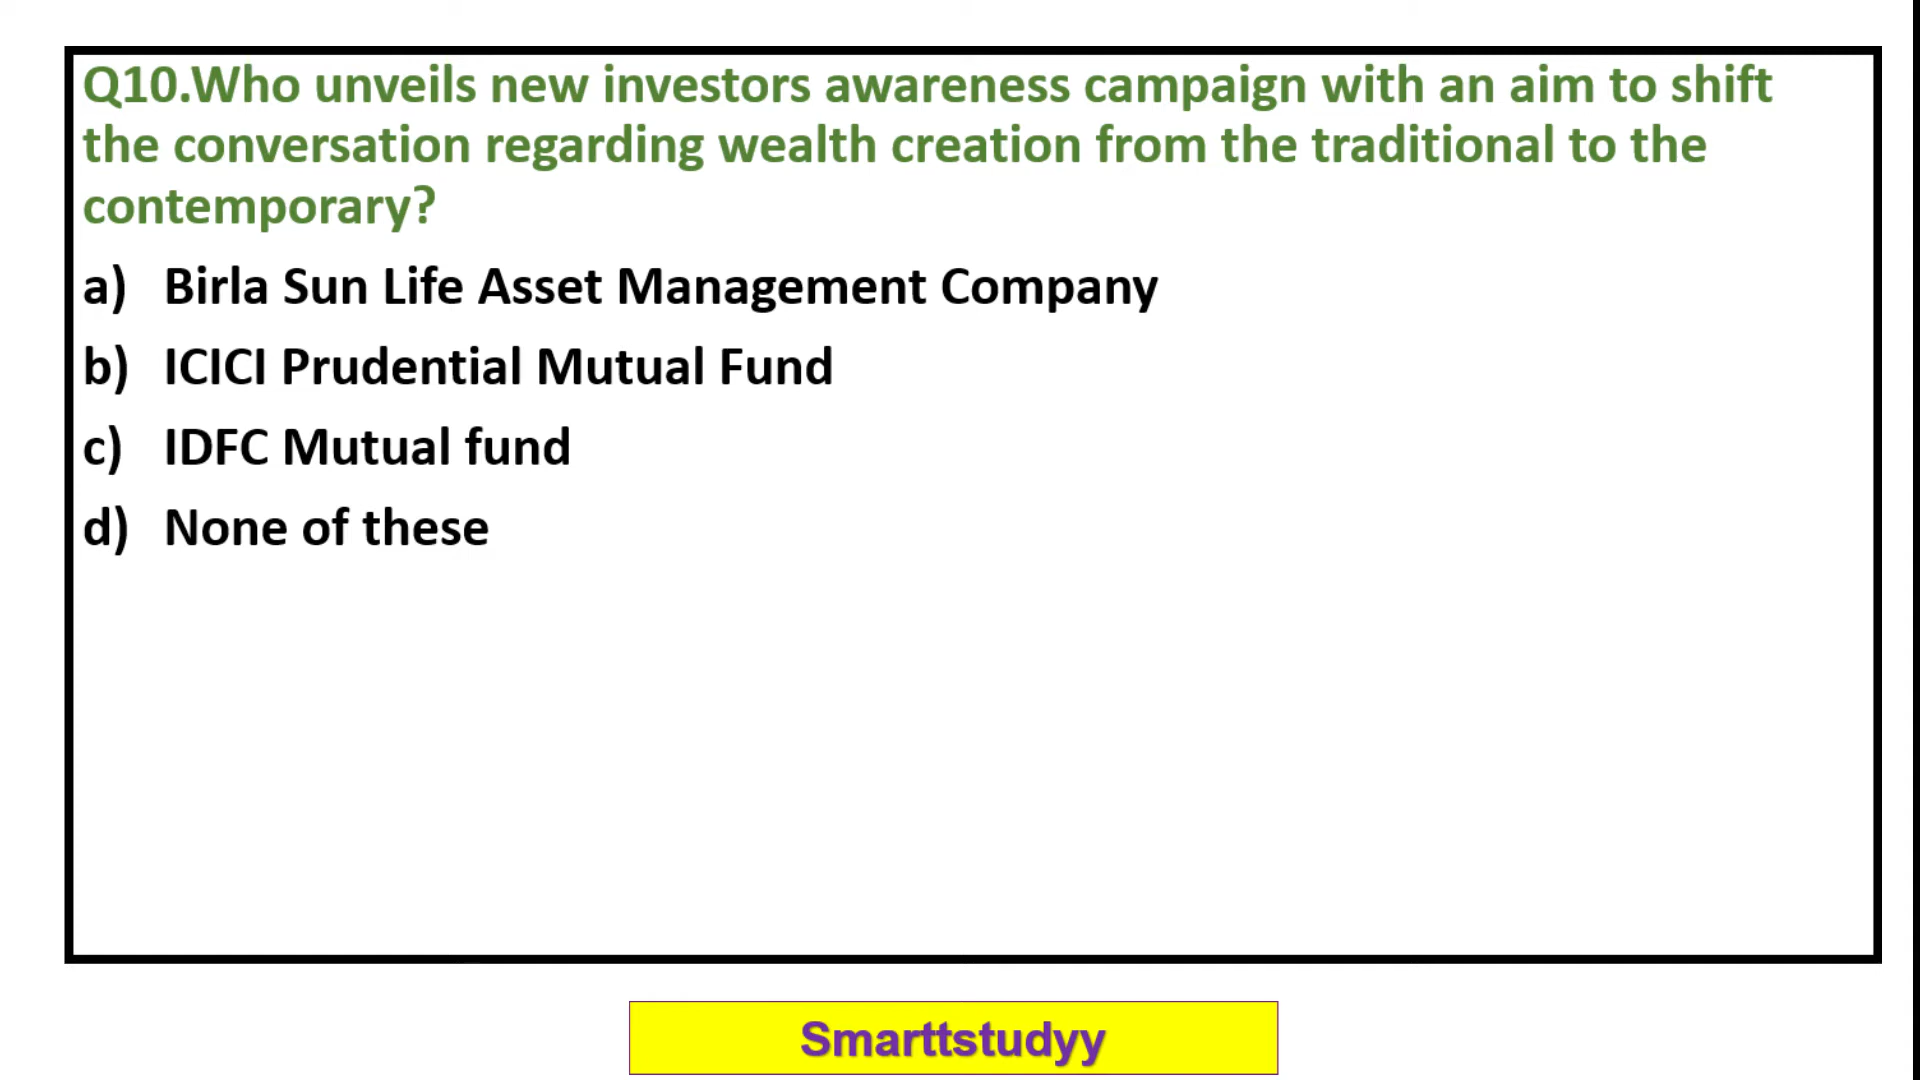 Q10.Who unveils new investors awareness campaign with an aim to shift
the conversation regarding wealth creation from the traditional to the
contemporary?
a) Birla Sun Life Asset Management Company
b) ICICI Prudential Mutual Fund
c) IDFC Mutual fund
d) None of these
Smarttstudyy